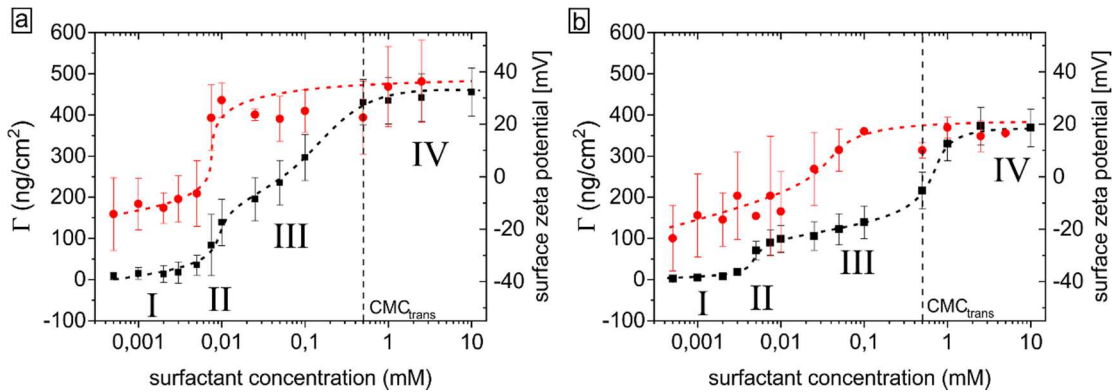 a
600
500
400
300
200
100
0
-100
Γ (ng/cm²)
40
20
0
-20
-40
surface zeta potential [mV]
I
II
III
IV
CMCtrans
0,001
0,01
0,1
1
10
surfactant concentration (mM)
b
600
500
400
300
200
100
0
-100
Γ (ng/cm²)
40
20
0
-20
-40
surface zeta potential [mV]
I
II
III
IV
CMCtrans
0,001
0,01
0,1
1
10
surfactant concentration (mM)